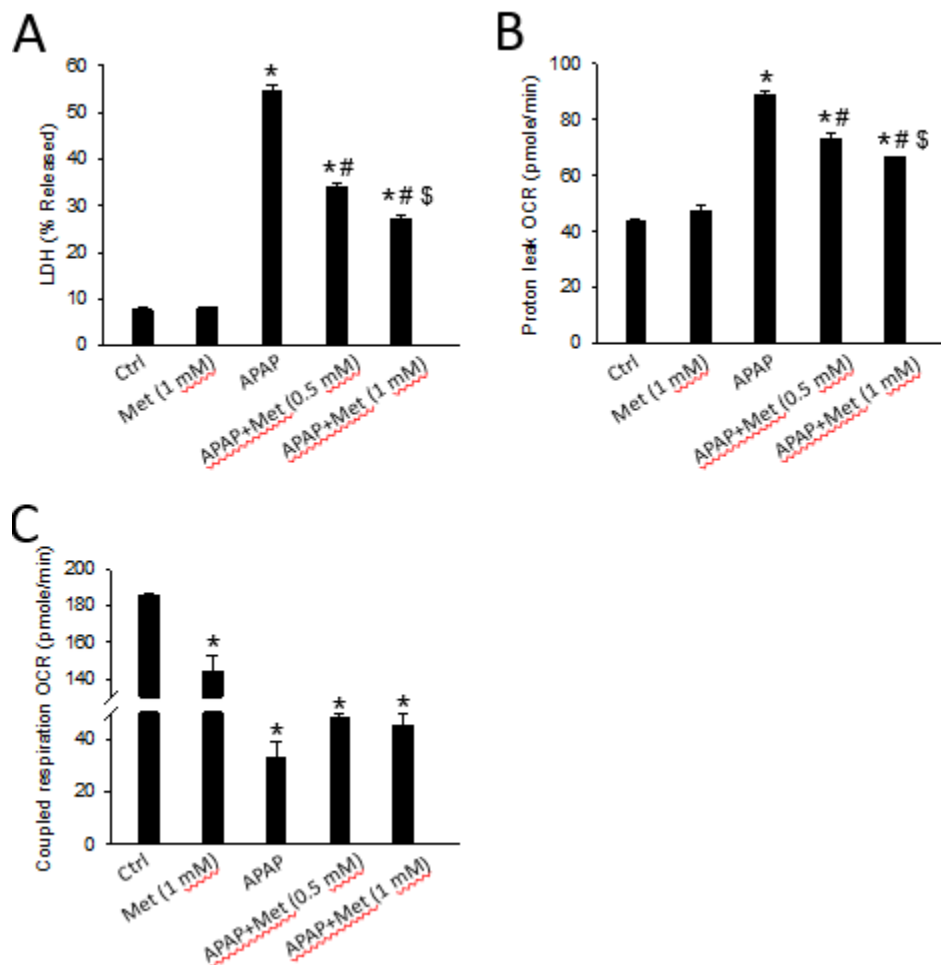 A
LDH (% Released)
60
50
40
30
20
10
0
*
*#
*# $
Ctrl
Met (1 mM)
APAP
APAP+Met (0.5 mM)
APAP+Met (1 mM)
B
Proton leak OCR (pmole/min)
100
80
60
40
20
0
*
*#
*# $
Ctrl
Met (1 mM)
APAP
APAP+Met (0.5 mM)
APAP+Met (1 mM)
C
Coupled respiration OCR (pmole/min)
200
180
160
140
40
20
0
*
*
*
*
Ctrl
Met (1 mM)
APAP
APAP+Met (0.5 mM)
APAP+Met (1 mM)